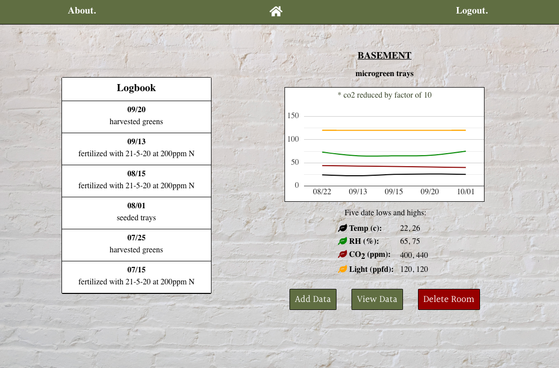 About.
Logout.
Logbook
09/20
harvested greens
09/13
fertilized with 21-5-20 at 200ppm N
08/15
fertilized with 21-5-20 at 200ppm N
08/01
seeded trays
07/25
harvested greens
07/15
fertilized with 21-5-20 at 200ppm N
BASEMENT
microgreen trays
* co2 reduced by factor of 10
150
100
50
0
08/22 09/13 09/15 09/20 10/01
Five date lows and highs:
Temp (c): 22, 26
RH (%): 65, 75
CO2 (ppm): 400, 440
Light (ppfd): 120, 120
Add Data View Data Delete Room